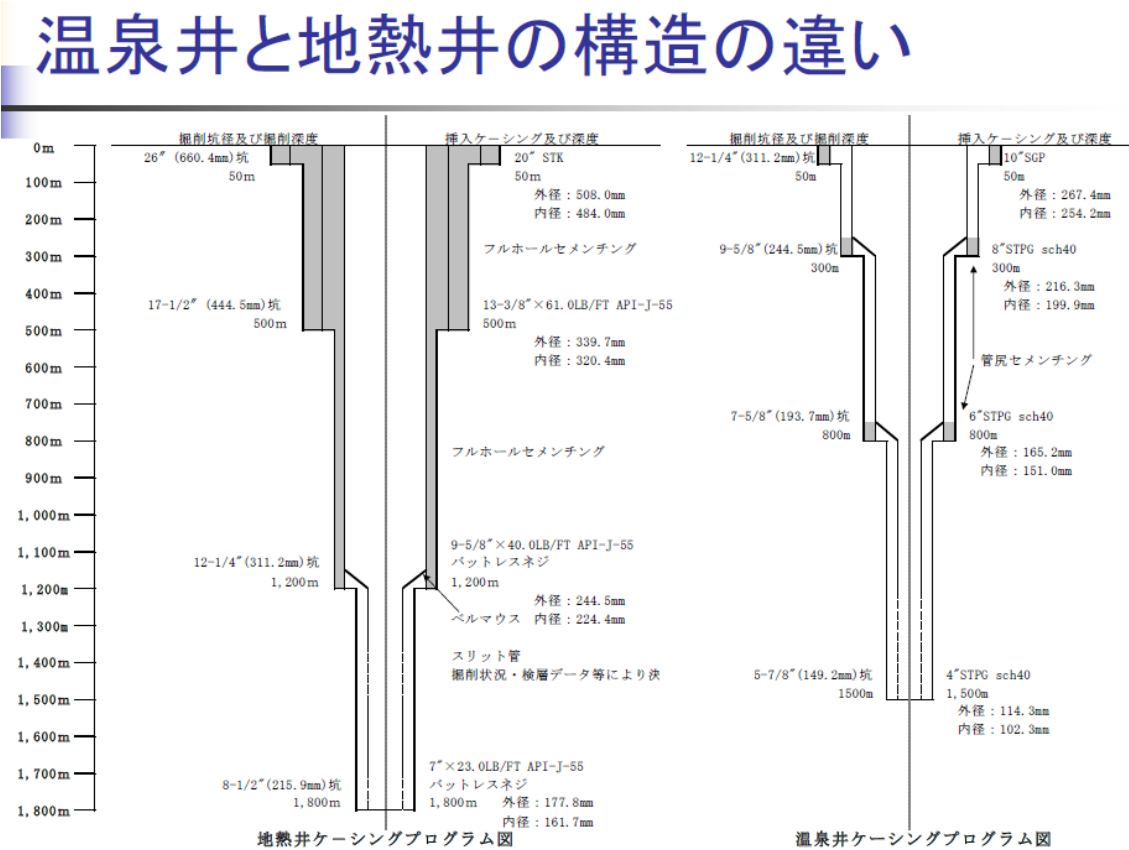 温泉井と地熱井の構造の違い
0m
100m
200m
300m
400m
500m
600m
700m
800m
900m
1,000m
1,100m
1,200m
1,300m
1,400m
1,500m
1,600m
1,700m
1,800m
掘削坑径及び掘削深度
26″ (660.4mm)坑
50m
17-1/2″ (444.5mm)坑
500m
12-1/4″(311.2mm)坑
1,200m
8-1/2″(215.9mm)坑
1,800m
挿入ケーシング及び深度
20″ STK
50m
外径：508.0mm
内径：484.0mm
フルホールセメンチング
13-3/8″×61.0LB/FT API-J-55
500m
外径：339.7mm
内径：320.4mm
フルホールセメンチング
9-5/8″×40.0LB/FT API-J-55
バットレスネジ
1,200m
外径：244.5mm
ベルマウス 内径：224.4mm
スリット管
掘削状況・検層データ等により決
7″×23.0LB/FT API-J-55
バットレスネジ
1,800m 外径：177.8mm
内径：161.7mm
地熱井ケーシングプログラム図
掘削坑径及び掘削深度
12-1/4″(311.2mm)坑
50m
9-5/8″(244.5mm)坑
300m
7-5/8″(193.7mm)坑
800m
5-7/8″(149.2mm)坑
1500m
挿入ケーシング及び深度
10″SGP
50m
外径：267.4mm
内径：254.2mm
8″STPG sch40
300m
外径：216.3mm
内径：199.9mm
管尻セメンチング
6″STPG sch40
800m
外径：165.2mm
内径：151.0mm
4″STPG sch40
1,500m
外径：114.3mm
内径：102.3mm
温泉井ケーシングプログラム図